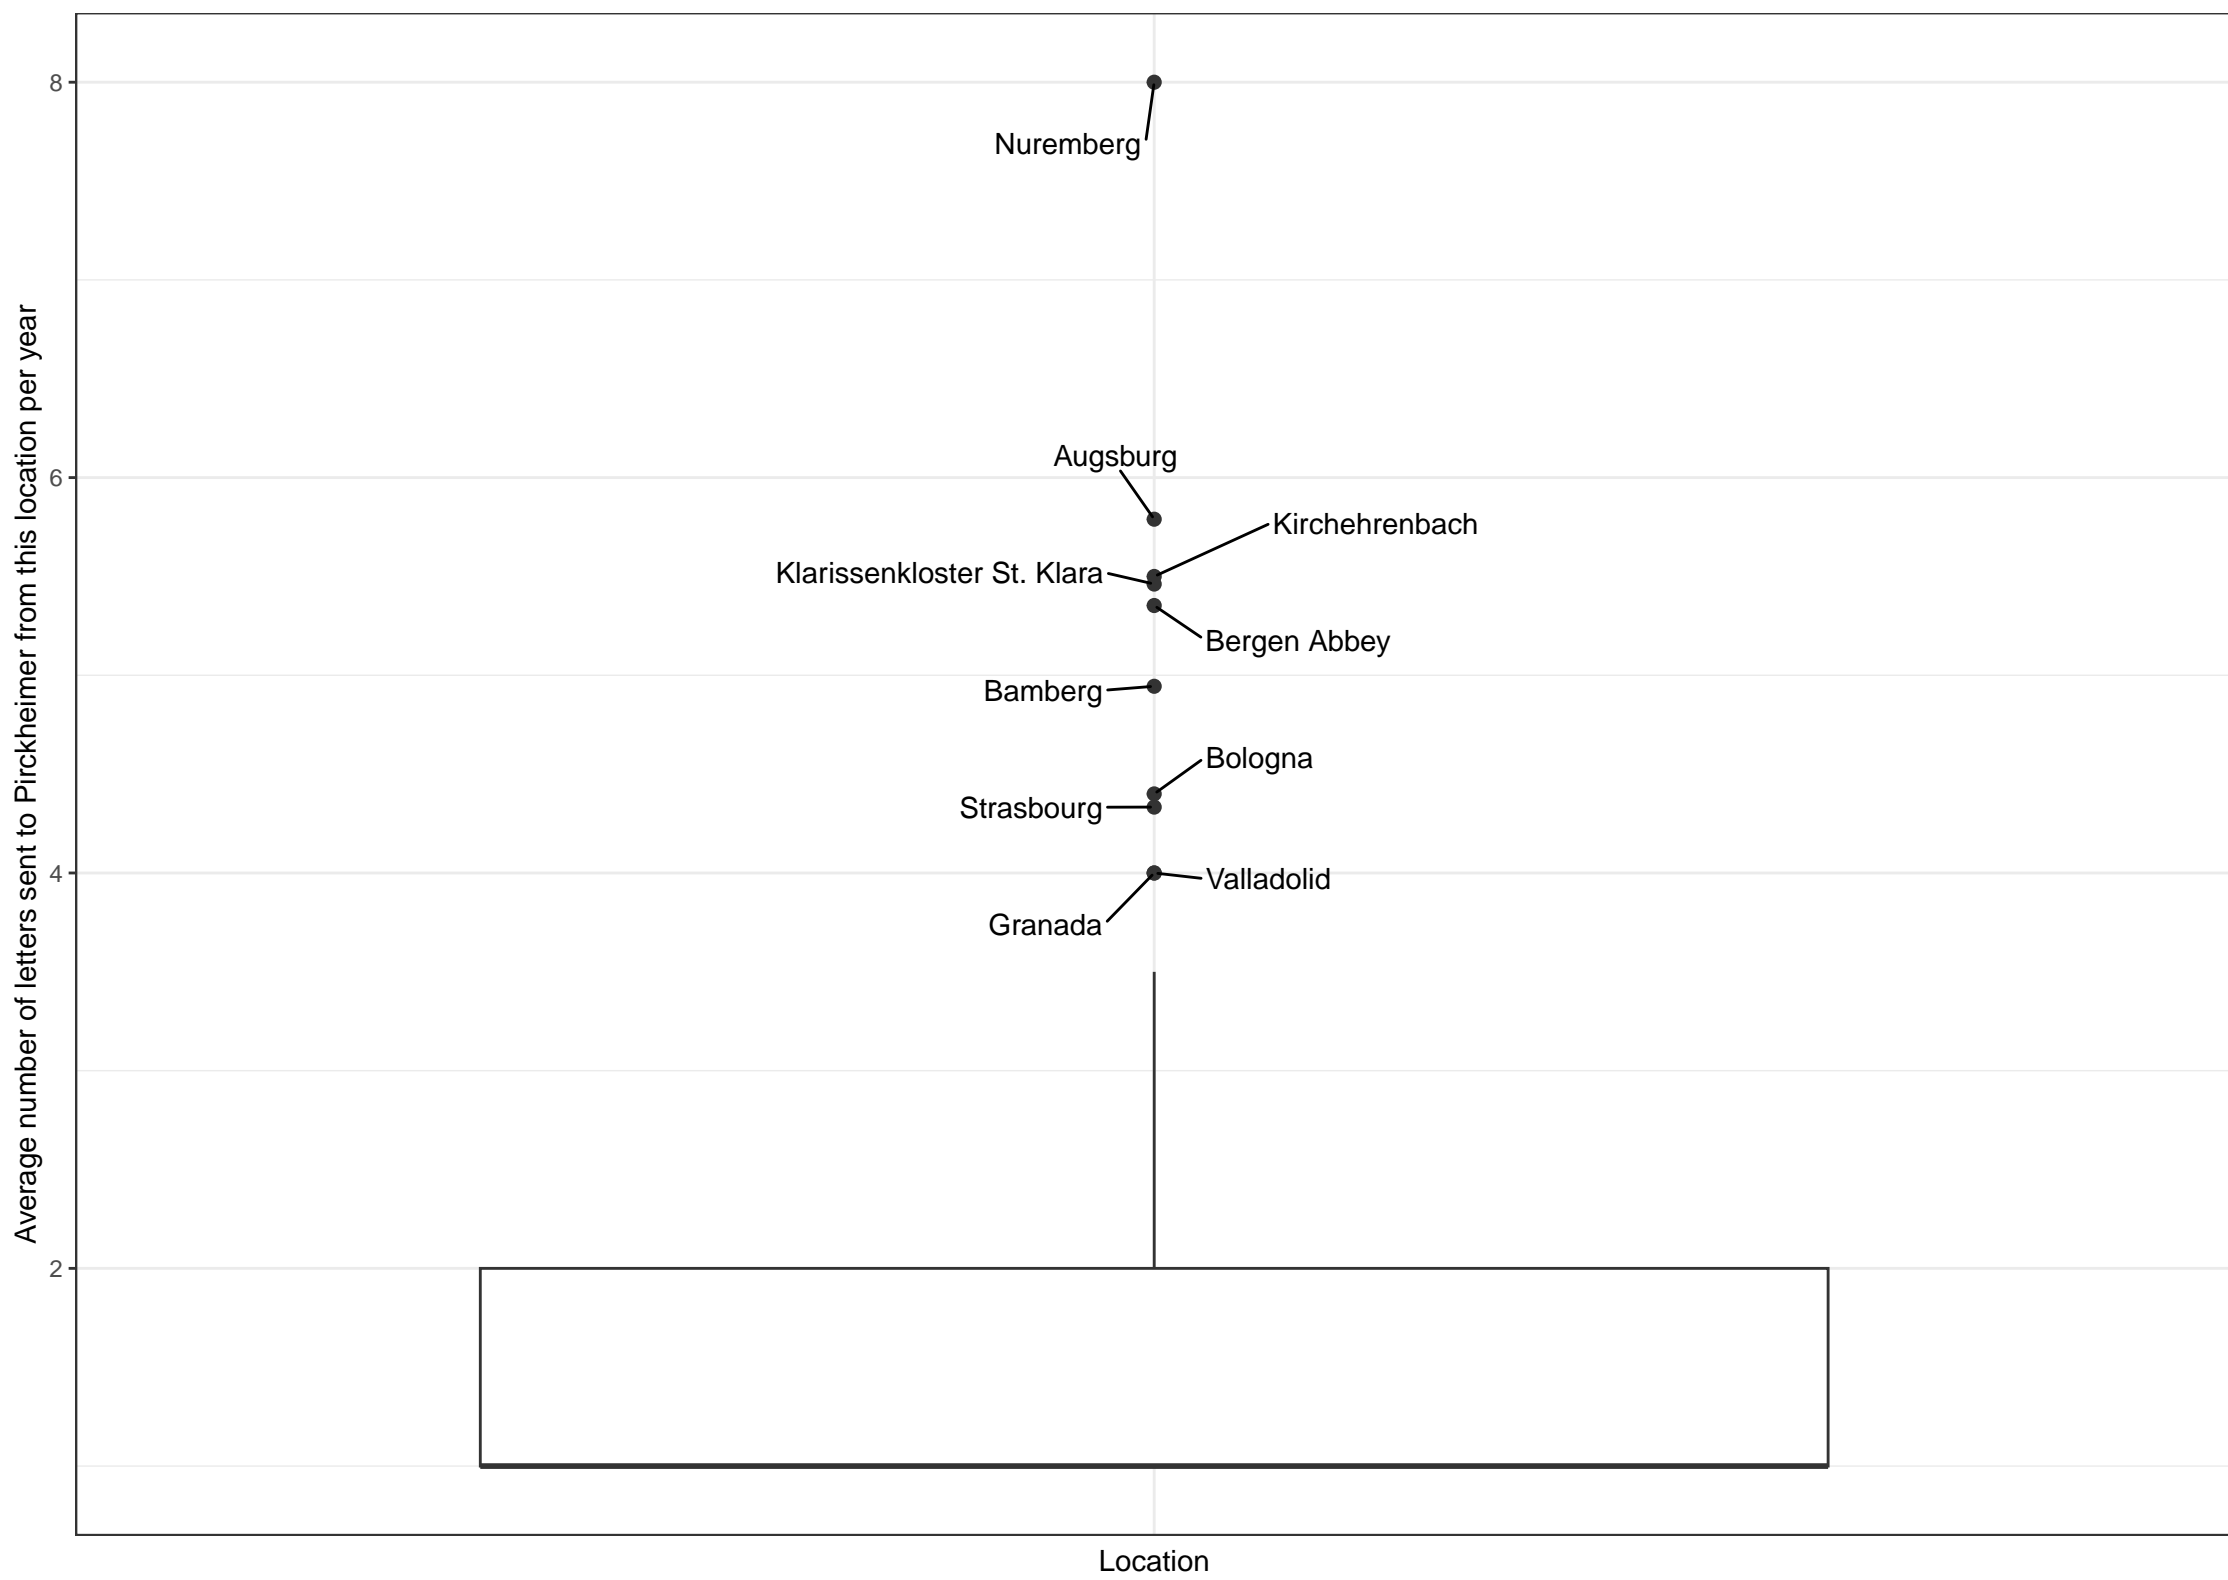 Average number of letters sent to Pirckheimer from this location per year
8
6
4
2
Nuremberg
Augsburg
Kirchehrenbach
Klarissenkloster St. Klara
Bergen Abbey
Bamberg
Bologna
Strasbourg
Valladolid
Granada
Location